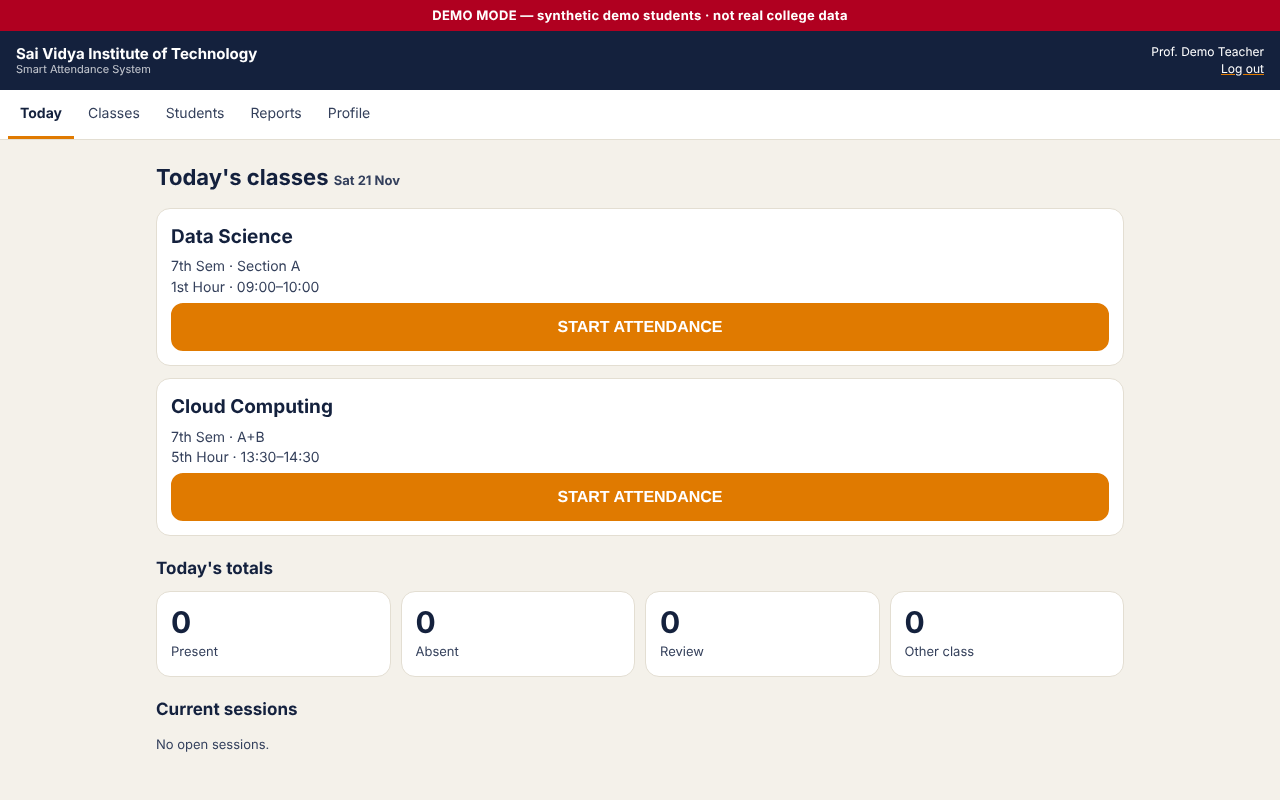 DEMO MODE — synthetic demo students · not real college data
Sai Vidya Institute of Technology
Smart Attendance System
Prof. Demo Teacher
Log out
Today Classes Students Reports Profile
Today's classes Sat 21 Nov
Data Science
7th Sem · Section A
1st Hour · 09:00–10:00
START ATTENDANCE
Cloud Computing
7th Sem · A+B
5th Hour · 13:30–14:30
START ATTENDANCE
Today's totals
0 0 0 0
Present Absent Review Other class
Current sessions
No open sessions.